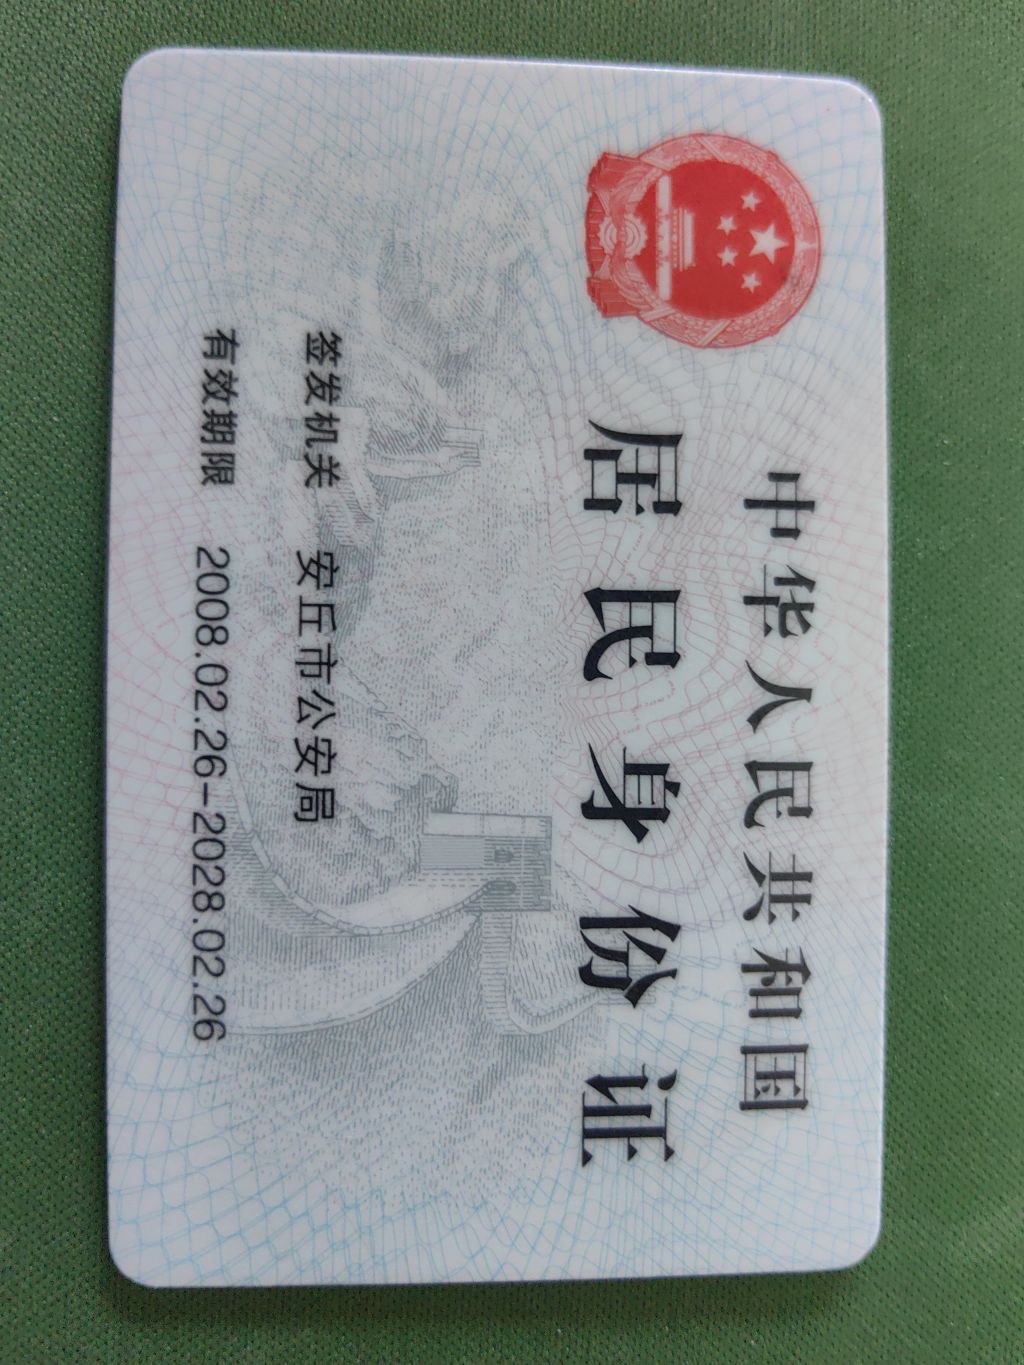 中华人民共和国
居民身份证
签发机关 安丘市公安局
有效期限 2008.02.26-2028.02.26